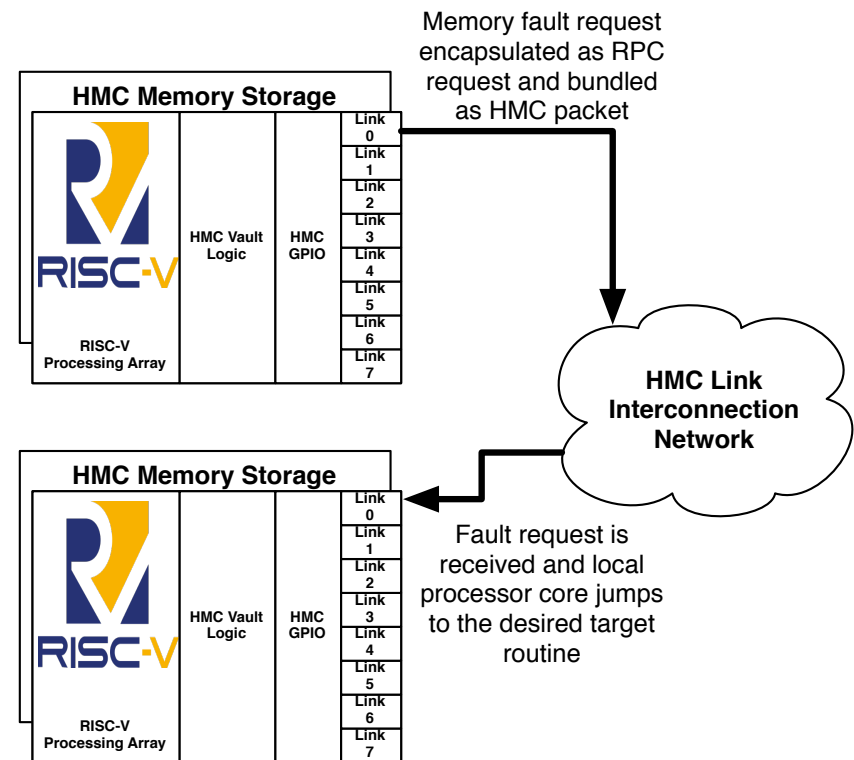 Memory fault request
encapsulated as RPC
request and bundled
as HMC packet
HMC Memory Storage
RISC-V
RISC-V
Processing Array
HMC Vault
Logic
HMC
GPIO
Link
0
Link
1
Link
2
Link
3
Link
4
Link
5
Link
6
Link
7
HMC Link
Interconnection
Network
HMC Memory Storage
RISC-V
RISC-V
Processing Array
HMC Vault
Logic
HMC
GPIO
Link
0
Link
1
Link
2
Link
3
Link
4
Link
5
Link
6
Link
7
Fault request is
received and local
processor core jumps
to the desired target
routine